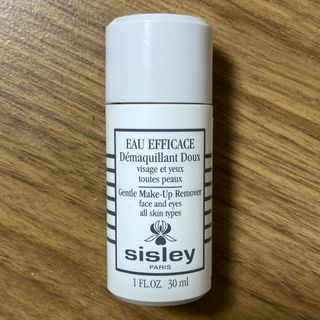 EAU EFFICACE
Démaquillant Doux
visage et yeux
toutes peaux
Gentle Make-Up Remover
face and eyes
all skin types
sisley
PARIS
1 FL.OZ. 30 ml